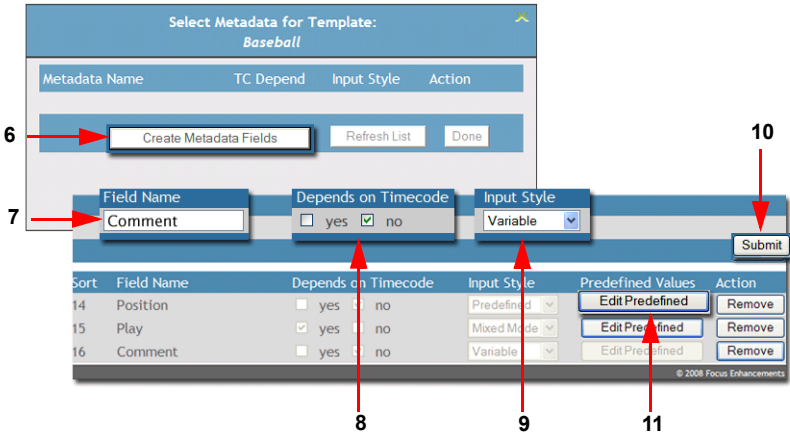 Select Metadata for Template:
Baseball
Metadata Name TC Depend Input Style Action
6 Create Metadata Fields Refresh List Done
10
Field Name Depends on Timecode Input Style
7 Comment yes no Variable
Submit
Sort Field Name Depends on Timecode Input Style Predefined Values Action
14 Position yes no Predefined Edit Predefined Remove
15 Play yes no Mixed Mode Edit Predefined Remove
16 Comment yes no Variable Edit Predefined Remove
© 2008 Focus Enhancements
8 9 11